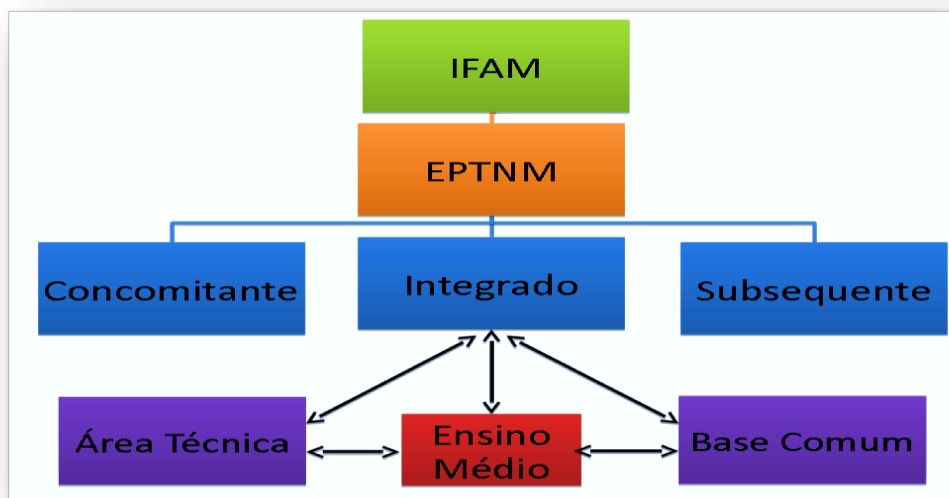 IFAM
EPTNM
Concomitante
Integrado
Subsequente
Área Técnica
Ensino
Médio
Base Comum